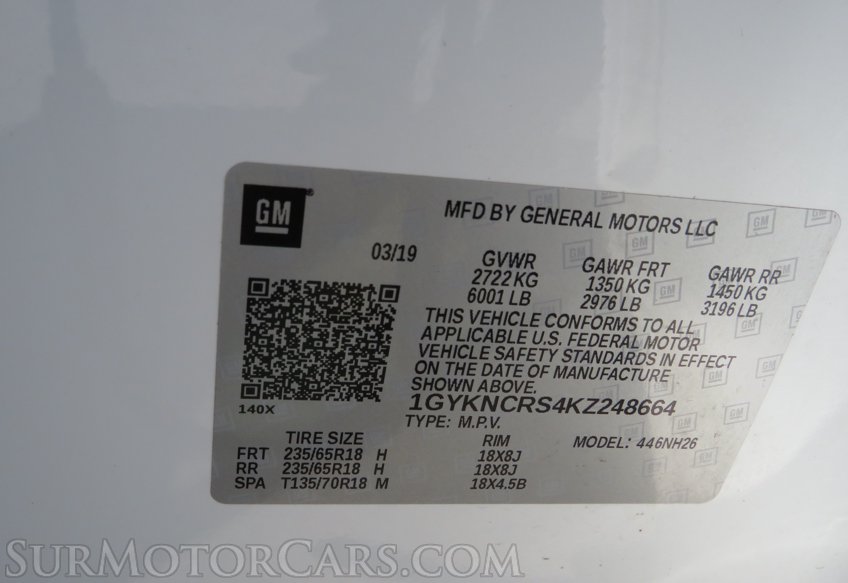 GM
MFD BY GENERAL MOTORS LLC
03/19
GVWR
2722 KG
6001 LB
GAWR FRT
1350 KG
2976 LB
GAWR RR
1450 KG
3196 LB
THIS VEHICLE CONFORMS TO ALL
APPLICABLE U.S. FEDERAL MOTOR
VEHICLE SAFETY STANDARDS IN EFFECT
ON THE DATE OF MANUFACTURE
SHOWN ABOVE.
140X
1GYKNCRS4KZ248664
TYPE: M.P.V.
TIRE SIZE RIM MODEL: 446NH26
FRT 235/65R18 H 18X8J
RR 235/65R18 H 18X8J
SPA T135/70R18 M 18X4.5B
SURMOTORCARS.COM